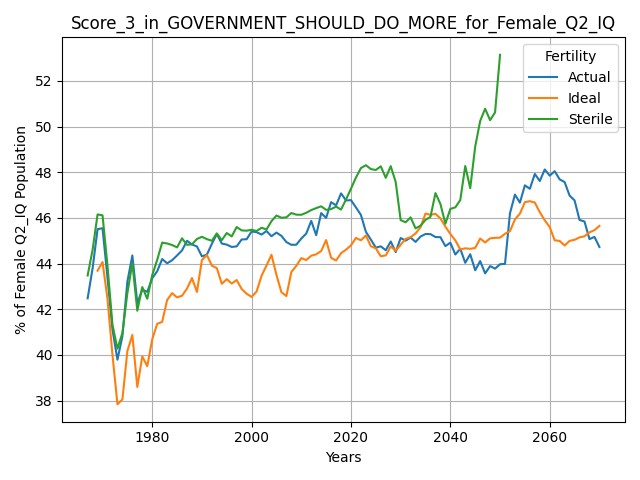 Score_3_in_GOVERNMENT_SHOULD_DO_MORE_for_Female_Q2_IQ
Fertility
Actual
Ideal
Sterile
% of Female Q2_IQ Population
52
50
48
46
44
42
40
38
1980
2000
2020
2040
2060
Years